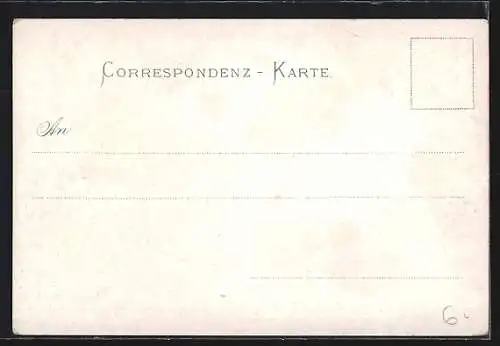 CORRESPONDENZ - KARTE.
An
6